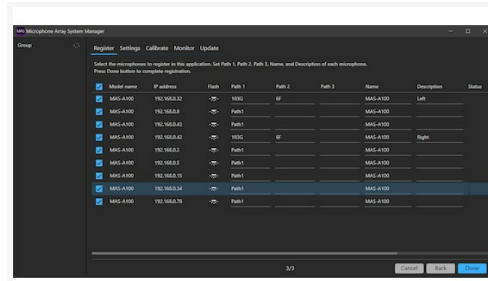 MAS Microphone Array System Manager
Group
Register Settings Calibrate Monitor Update
Select the microphones to register in this application. Set Path 1, Path 2, Path 3, Name, and Description of each microphone.
Press Done button to complete registration.
Model name IP address Flash Path 1 Path 2 Path 3 Name Description Status
MAS-A100 192.168.0.32 103G 6F MAS-A100 Left
MAS-A100 192.168.0.8 Path1 MAS-A100
MAS-A100 192.168.0.43 Path1 MAS-A100
MAS-A100 192.168.0.42 103G 6F MAS-A100 Right
MAS-A100 192.168.0.2 Path1 MAS-A100
MAS-A100 192.168.0.5 Path1 MAS-A100
MAS-A100 192.168.0.15 Path1 MAS-A100
MAS-A100 192.168.0.34 Path1 MAS-A100
MAS-A100 192.168.0.78 Path1 MAS-A100
3/3
Cancel Back Done